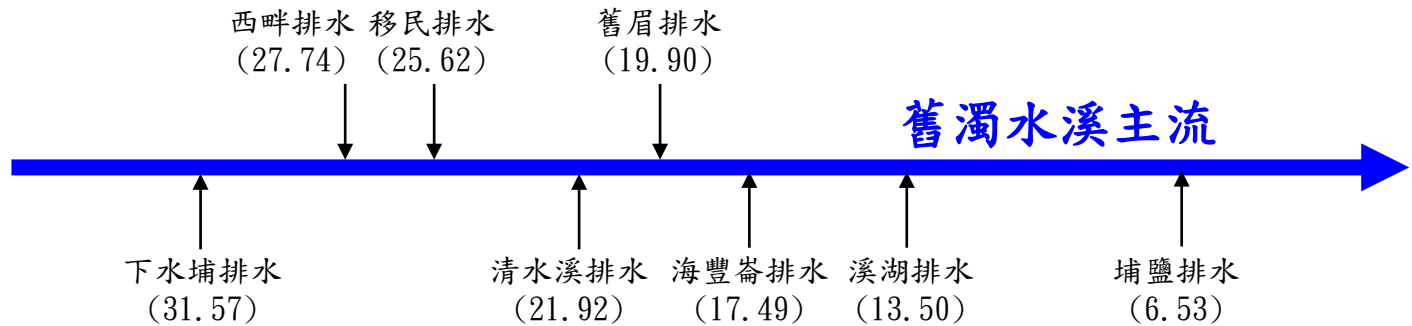 西畔排水 移民排水 舊眉排水
(27.74) (25.62) (19.90)
舊濁水溪主流
下水埔排水 清水溪排水 海豐崙排水 溪湖排水 埔鹽排水
(31.57) (21.92) (17.49) (13.50) (6.53)